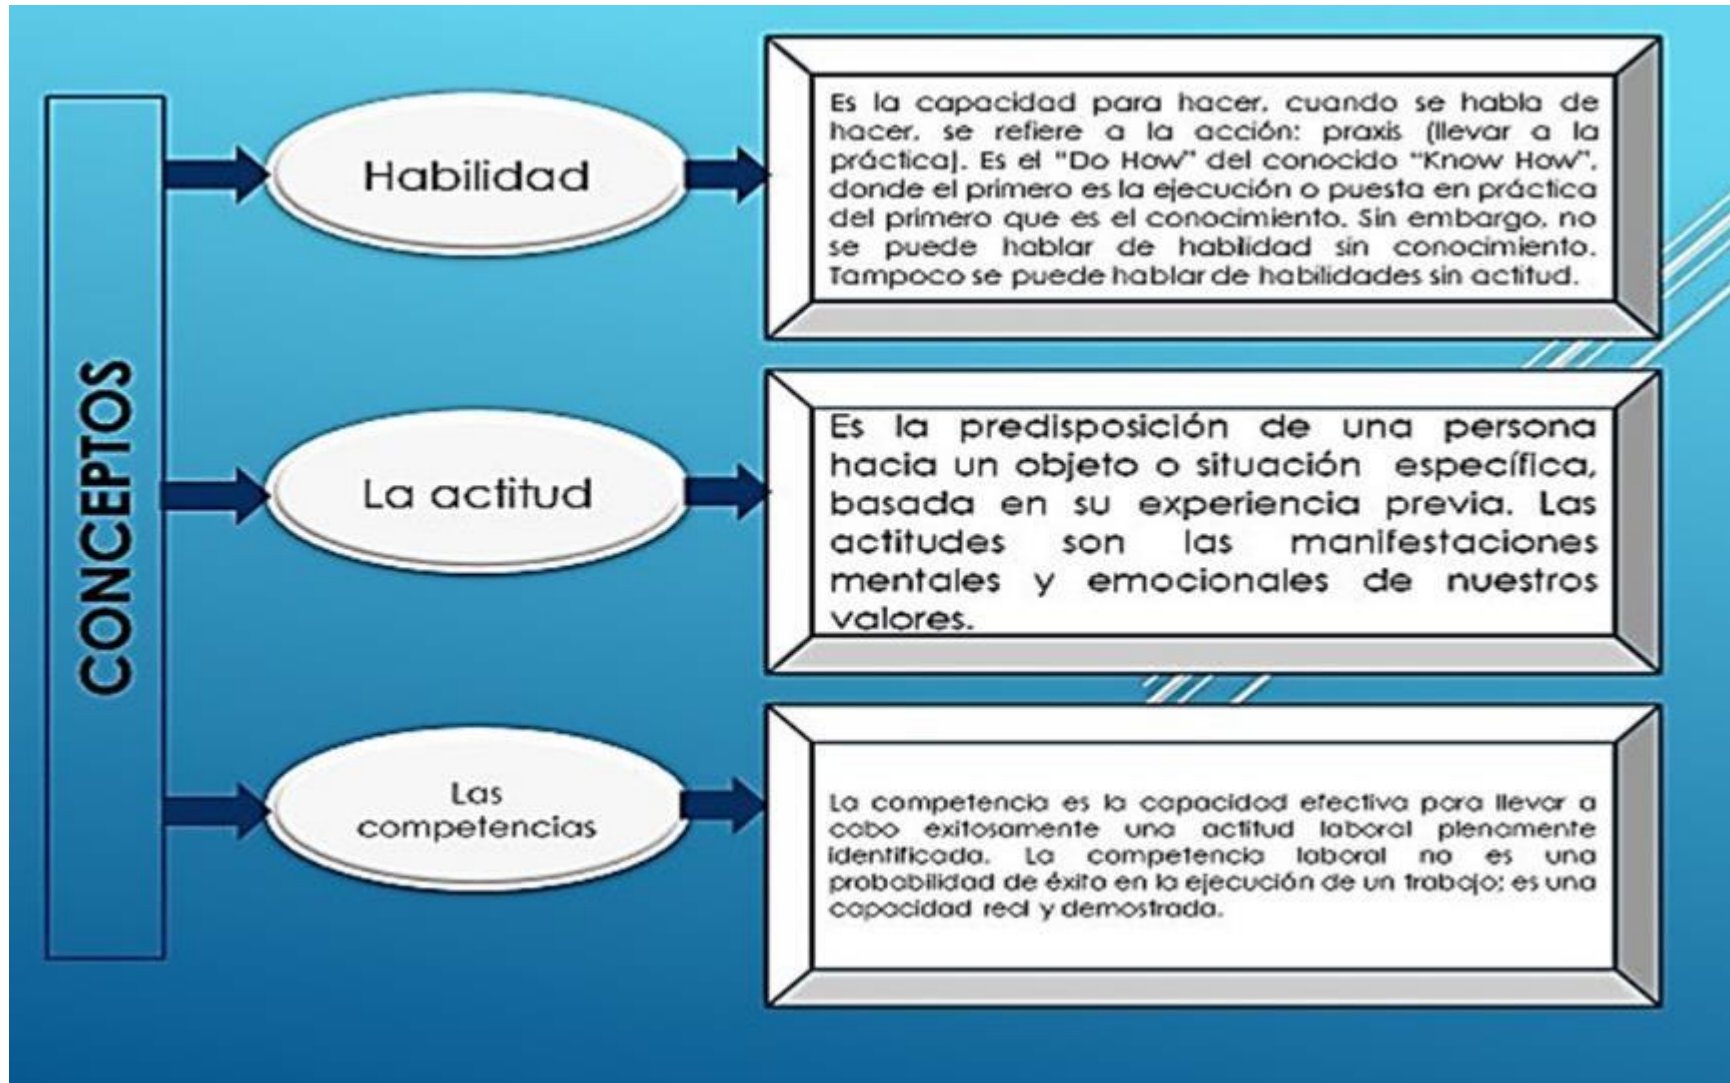 CONCEPTOS
Habilidad
Es la capacidad para hacer, cuando se habla de
hacer, se refiere a la acción: praxis (llevar a la
práctica). Es el "Do How" del conocido "Know How",
donde el primero es la ejecución o puesta en práctica
del primero que es el conocimiento. Sin embargo, no
se puede hablar de habilidad sin conocimiento.
Tampoco se puede hablar de habilidades sin actitud.
La actitud
Es la predisposición de una persona
hacia un objeto o situación específica,
basada en su experiencia previa. Las
actitudes son las manifestaciones
mentales y emocionales de nuestros
valores.
Las
competencias
La competencia es la capacidad efectiva para llevar a
cabo exitosamente una actitud laboral plenamente
identificada. La competencia laboral no es una
probabilidad de éxito en la ejecución de un trabajo; es una
capacidad real y demostrada.